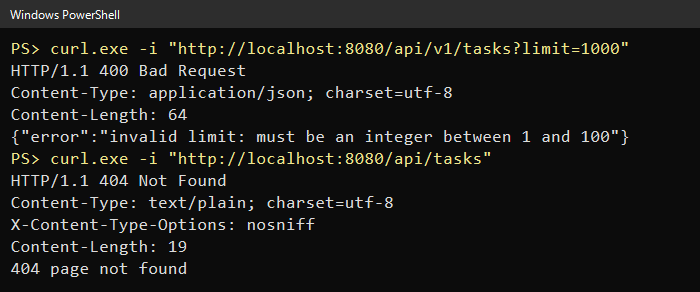 Windows PowerShell
PS> curl.exe -i "http://localhost:8080/api/v1/tasks?limit=1000"
HTTP/1.1 400 Bad Request
Content-Type: application/json; charset=utf-8
Content-Length: 64
{"error":"invalid limit: must be an integer between 1 and 100"}
PS> curl.exe -i "http://localhost:8080/api/tasks"
HTTP/1.1 404 Not Found
Content-Type: text/plain; charset=utf-8
X-Content-Type-Options: nosniff
Content-Length: 19
404 page not found